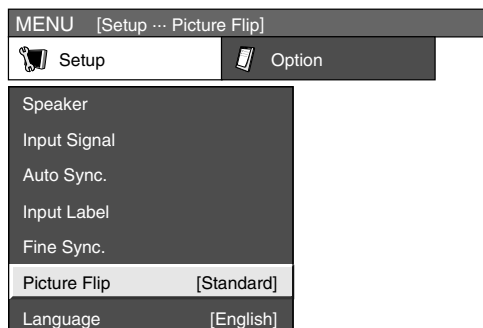 MENU [Setup ··· Picture Flip]
Setup Option
Speaker
Input Signal
Auto Sync.
Input Label
Fine Sync.
Picture Flip [Standard]
Language [English]